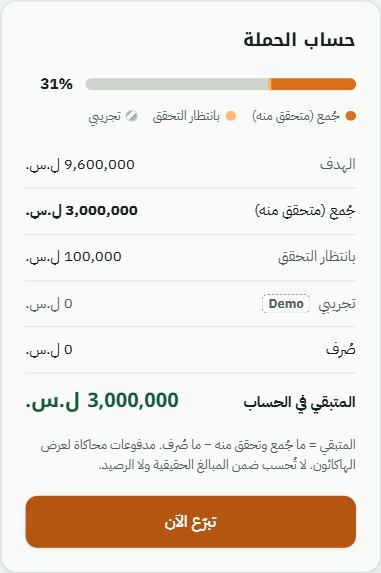 حساب الحملة
31%
جُمع (متحقق منه) بانتظار التحقق تجريبي
الهدف 9,600,000 ل.س.
جُمع (متحقق منه) 3,000,000 ل.س.
بانتظار التحقق 100,000 ل.س.
تجريبي Demo 0 ل.س.
صُرف 0 ل.س.
المتبقي في الحساب 3,000,000 ل.س.
المتبقي = ما جُمع وتحقق منه − ما صُرف. مدفوعات محاكاة لعرض
الهاكاثون. لا تُحسب ضمن المبالغ الحقيقية ولا الرصيد.
تبرّع الآن